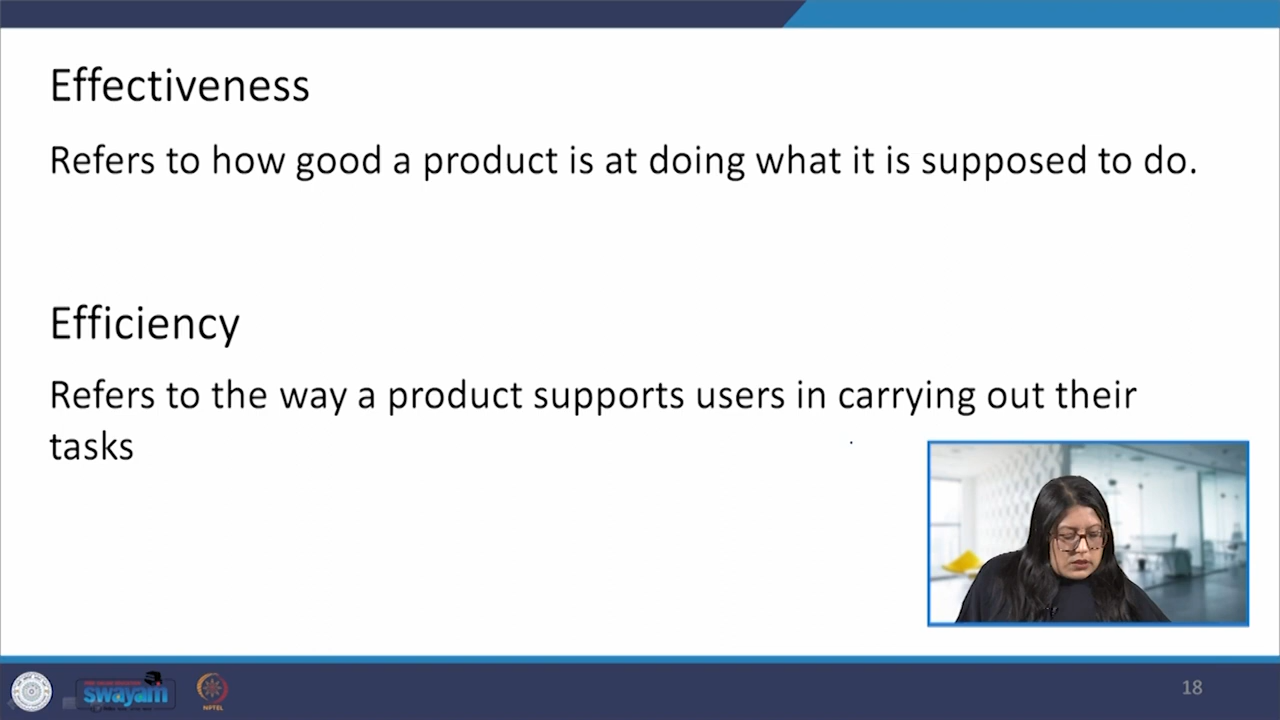 Effectiveness
Refers to how good a product is at doing what it is supposed to do.
Efficiency
Refers to the way a product supports users in carrying out their
tasks
swayam
NPTEL
18